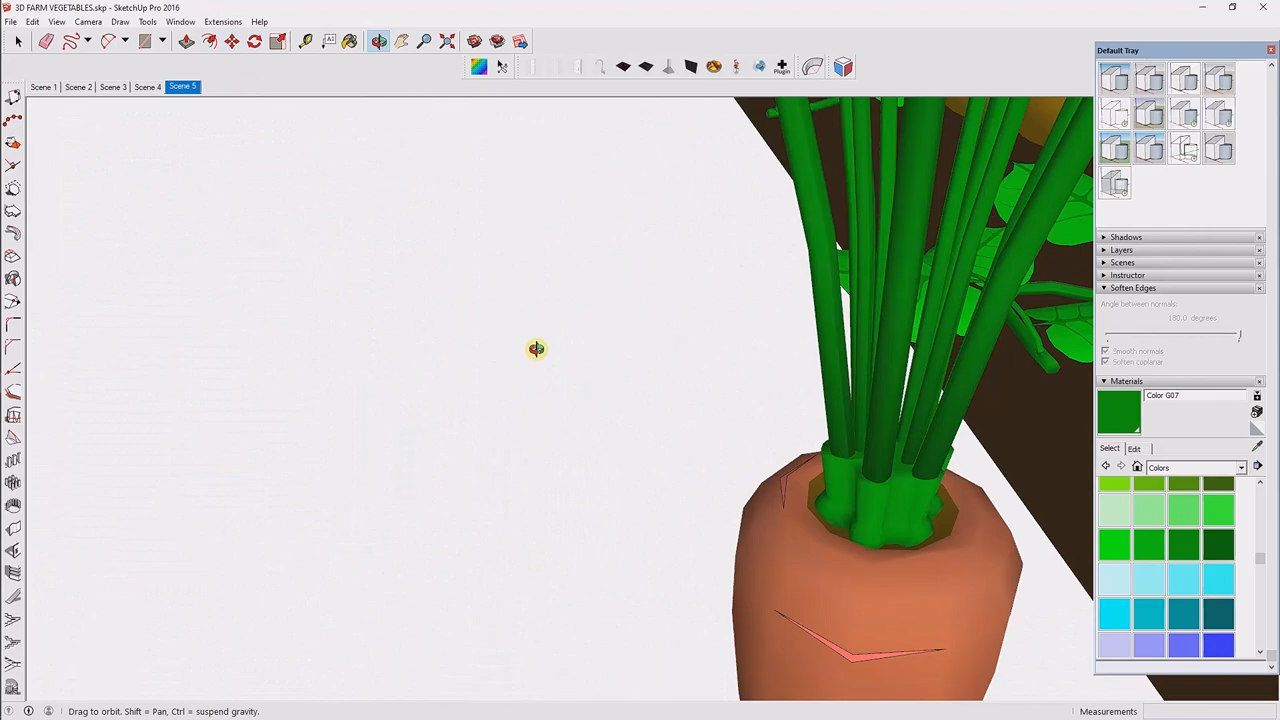 3D FARM VEGETABLES.skp - SketchUp Pro 2016
File Edit View Camera Draw Tools Window Extensions Help
Default Tray
Plugin
Scene 1 Scene 2 Scene 3 Scene 4 Scene 5
Shadows
Layers
Scenes
Instructor
Soften Edges
Angle between normals:
180.0 degrees
Smooth normals
Soften coplanar
Materials
Color G07
Select Edit
Colors
Drag to orbit. Shift = Pan, Ctrl = suspend gravity.
Measurements